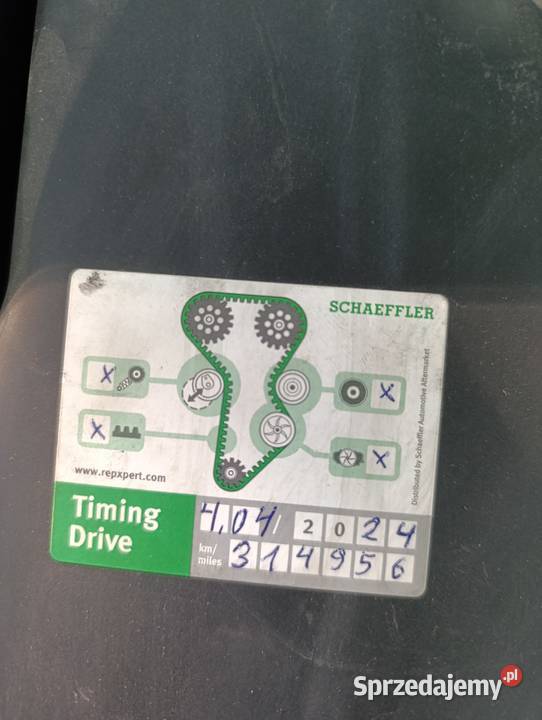 SCHAEFFLER
X
X
X
X
www.repxpert.com
Distributed by Schaeffler Automotive Aftermarket
Timing Drive
4,04/ 2024
km/miles 314956
Sprzedajemy.pl